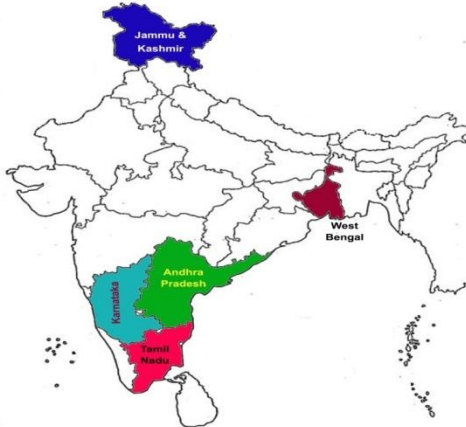 Jammu &
Kashmir
West
Bengal
Andhra
Pradesh
Karnataka
Tamil
Nadu